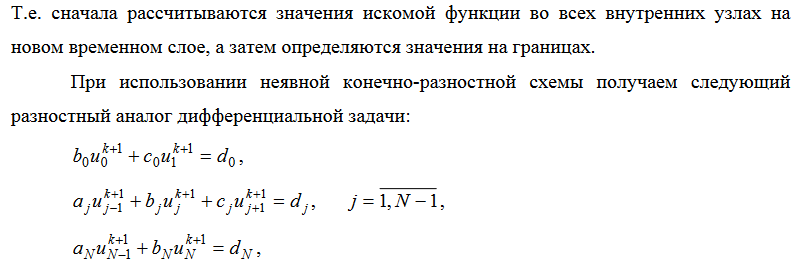 Т.е. сначала рассчитываются значения искомой функции во всех внутренних узлах на
новом временном слое, а затем определяются значения на границах.
При использовании неявной конечно-разностной схемы получаем следующий
разностный аналог дифференциальной задачи:
$b_0 u_0^{k+1} + c_0 u_1^{k+1} = d_0 ,$
$a_j u_{j-1}^{k+1} + b_j u_j^{k+1} + c_j u_{j+1}^{k+1} = d_j , \quad j = \overline{1, N-1} ,$
$a_N u_{N-1}^{k+1} + b_N u_N^{k+1} = d_N ,$